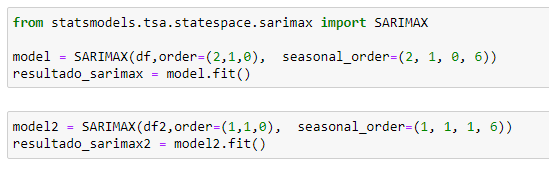 from statsmodels.tsa.statespace.sarimax import SARIMAX
model = SARIMAX(df,order=(2,1,0),  seasonal_order=(2, 1, 0, 6))
resultado_sarimax = model.fit()
model2 = SARIMAX(df2,order=(1,1,0),  seasonal_order=(1, 1, 1, 6))
resultado_sarimax2 = model2.fit()